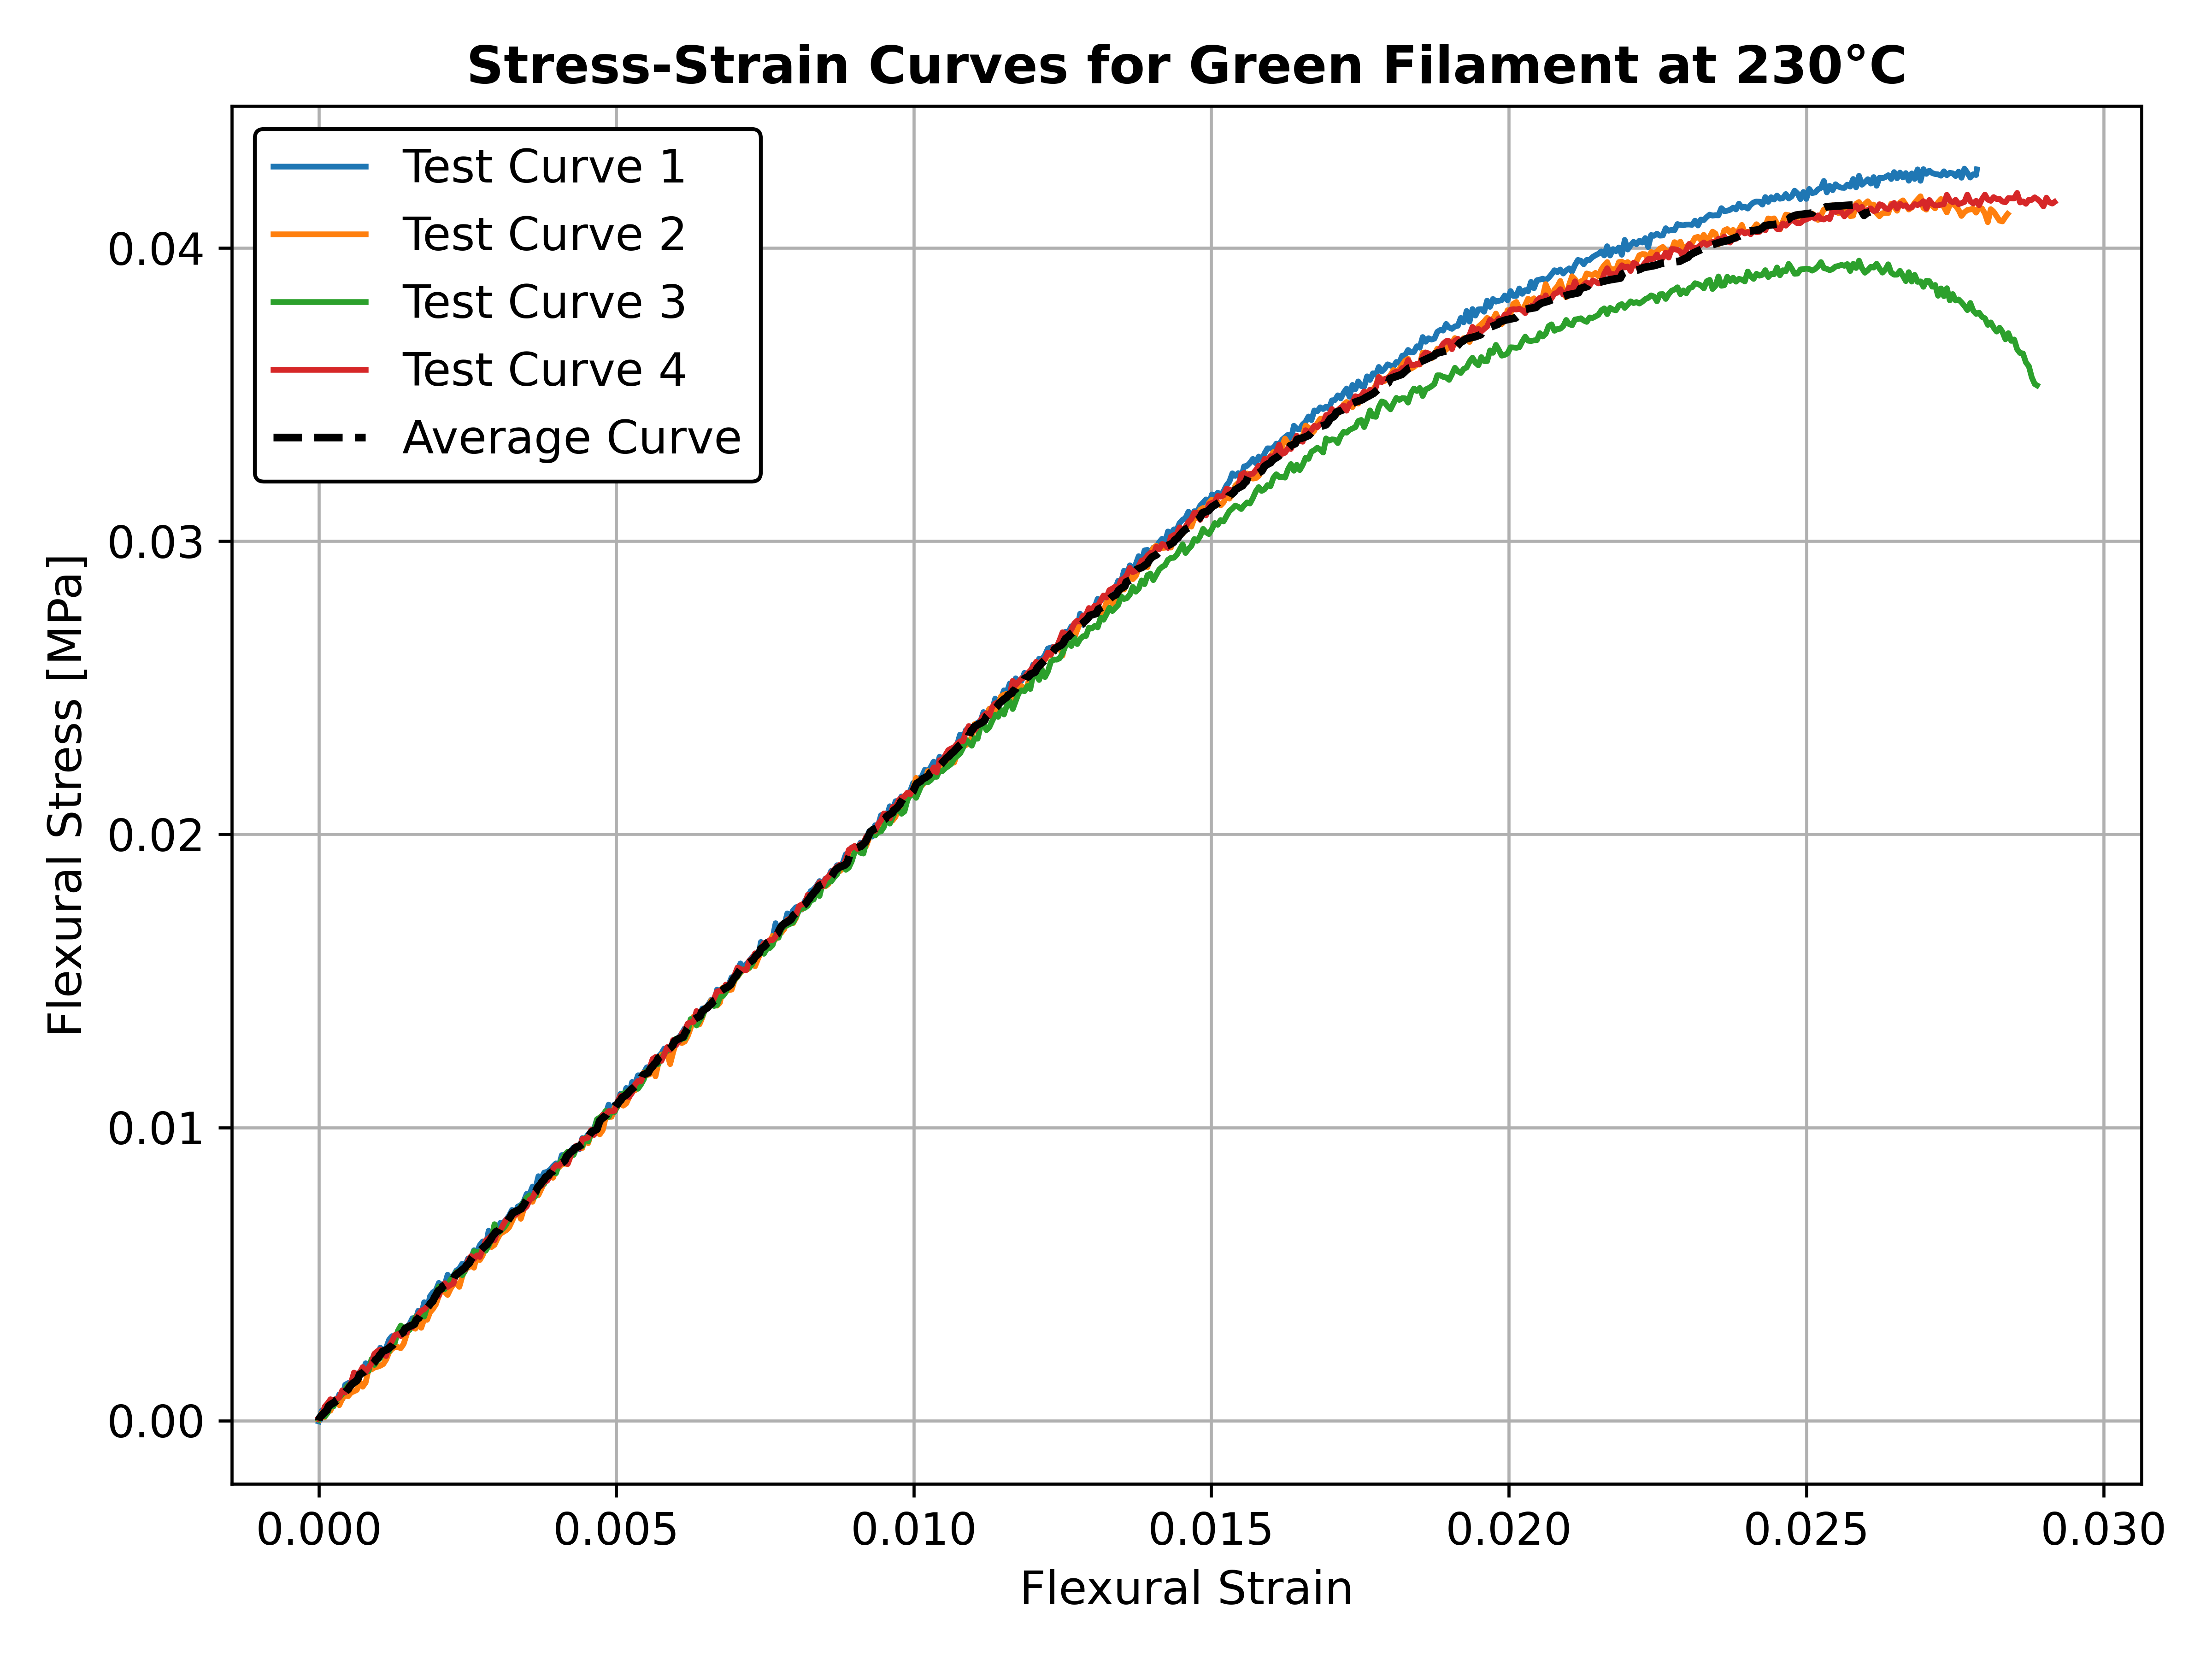 Stress-Strain Curves for Green Filament at 230°C
Test Curve 1
Test Curve 2
Test Curve 3
Test Curve 4
Average Curve
Flexural Stress [MPa]
0.04
0.03
0.02
0.01
0.00
0.000 0.005 0.010 0.015 0.020 0.025 0.030
Flexural Strain